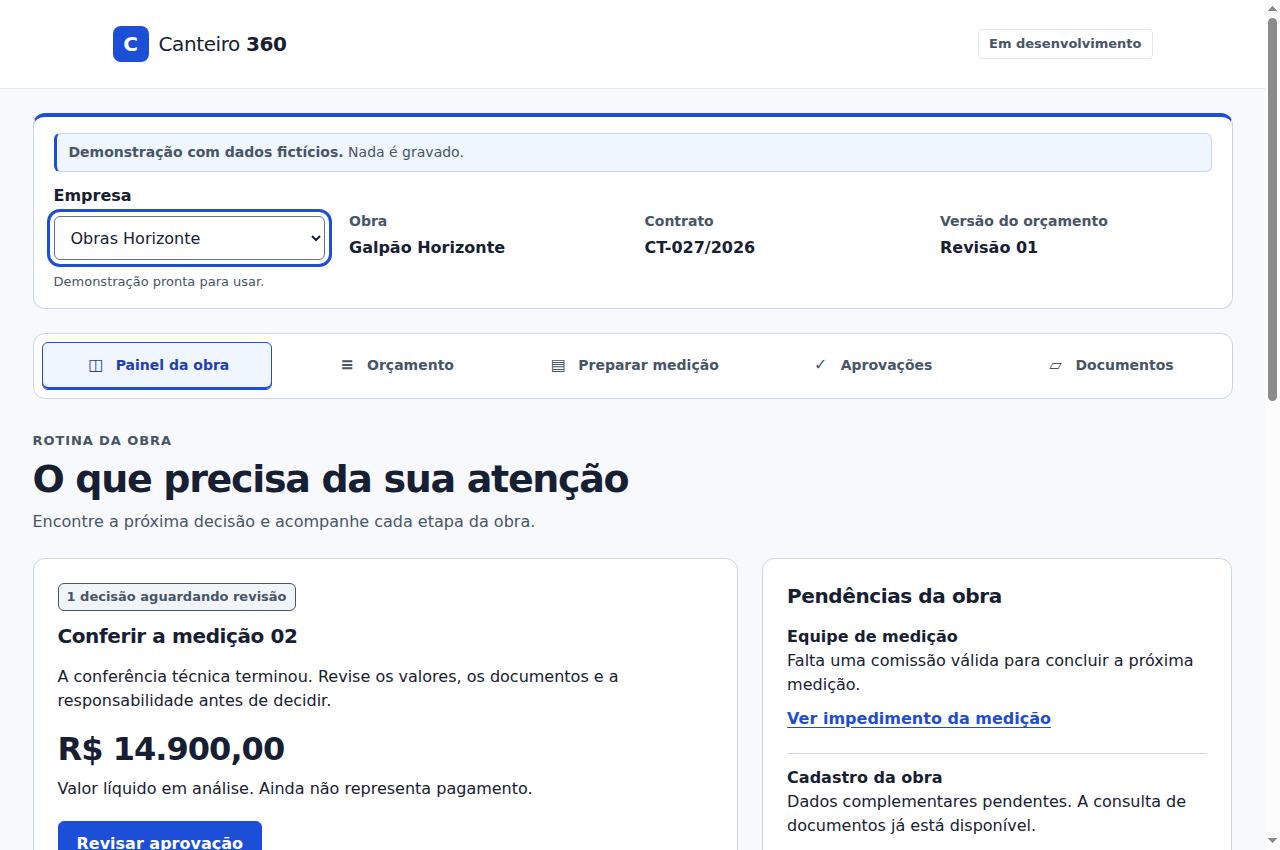 C Canteiro 360
Em desenvolvimento
Demonstração com dados fictícios. Nada é gravado.
Empresa
Obras Horizonte
Demonstração pronta para usar.
Obra
Galpão Horizonte
Contrato
CT-027/2026
Versão do orçamento
Revisão 01
Painel da obra
Orçamento
Preparar medição
Aprovações
Documentos
ROTINA DA OBRA
O que precisa da sua atenção
Encontre a próxima decisão e acompanhe cada etapa da obra.
1 decisão aguardando revisão
Conferir a medição 02
A conferência técnica terminou. Revise os valores, os documentos e a
responsabilidade antes de decidir.
R$ 14.900,00
Valor líquido em análise. Ainda não representa pagamento.
Revisar aprovação
Pendências da obra
Equipe de medição
Falta uma comissão válida para concluir a próxima
medição.
Ver impedimento da medição
Cadastro da obra
Dados complementares pendentes. A consulta de
documentos já está disponível.